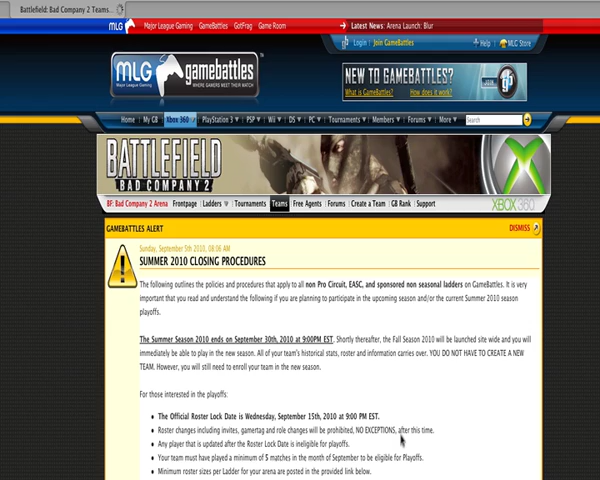 Battlefield: Bad Company 2 Teams...
MLG Major League Gaming GameBattles GotFrag Game Room Latest News: Arena Launch: Blur
Login | Join GameBattles Help MLG Store
MLG Major League Gaming gamebattles WHERE GAMERS MEET THEIR MATCH
NEW TO GAMEBATTLES? JOIN gb
What is GameBattles? How does it work?
Home | My GB Xbox 360 PlayStation 3 | PSP | Wii | DS | PC | Tournaments | Members | Forums | More Search
BATTLEFIELD
BAD COMPANY 2
BF: Bad Company 2 Arena Frontpage Ladders Tournaments Teams Free Agents Forums Create a Team GB Rank Support XBOX 360
GAMEBATTLES ALERT DISMISS
Sunday, September 5th 2010, 08:06 AM
SUMMER 2010 CLOSING PROCEDURES
The following outlines the policies and procedures that apply to all non Pro Circuit, EASC, and sponsored non seasonal ladders on GameBattles. It is very
important that you read and understand the following if you are planning to participate in the upcoming season and/or the current Summer 2010 season
playoffs.
The Summer Season 2010 ends on September 30th, 2010 at 9:00PM EST. Shortly thereafter, the Fall Season 2010 will be launched site wide and you will
immediately be able to play in the new season. All of your team's historical stats, roster and information carries over. YOU DO NOT HAVE TO CREATE A NEW
TEAM. However, you will still need to enroll your team in the new season.
For those interested in the playoffs:
• The Official Roster Lock Date is Wednesday, September 15th, 2010 at 9:00 PM EST.
• Roster changes including invites, gamertag and role changes will be prohibited, NO EXCEPTIONS, after this time.
• Any player that is updated after the Roster Lock Date is ineligible for playoffs.
• Your team must have played a minimum of 5 matches in the month of September to be eligible for Playoffs.
• Minimum roster sizes per Ladder for your arena are posted in the provided link below.